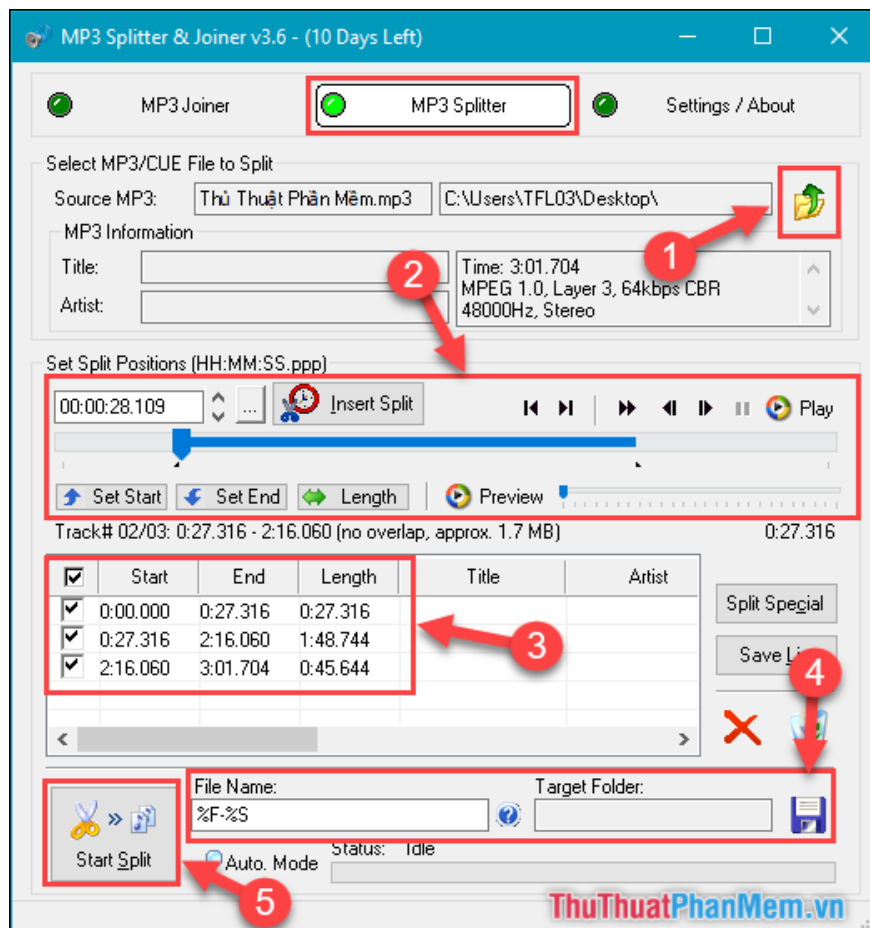 MP3 Splitter & Joiner v3.6 - (10 Days Left)
MP3 Joiner
MP3 Splitter
Settings / About
Select MP3/CUE File to Split
Source MP3:
Thủ Thuật Phần Mềm.mp3
C:\Users\TFL03\Desktop\
1
MP3 Information
2
Title:
Time: 3:01.704
MPEG 1.0, Layer 3, 64kbps CBR
Artist:
48000Hz, Stereo
Set Split Positions (HH:MM:SS.ppp)
00:00:28.109
...
Insert Split
Play
Set Start
Set End
Length
Preview
Track# 02/03: 0:27.316 - 2:16.060 (no overlap, approx. 1.7 MB)
0:27.316
Start End Length Title Artist
0:00.000 0:27.316 0:27.316
0:27.316 2:16.060 1:48.744
2:16.060 3:01.704 0:45.644
3
Split Special
Save
4
File Name:
Target Folder:
%F-%S
Start Split
Auto. Mode
Status: Idle
5
ThuThuatPhanMem.vn